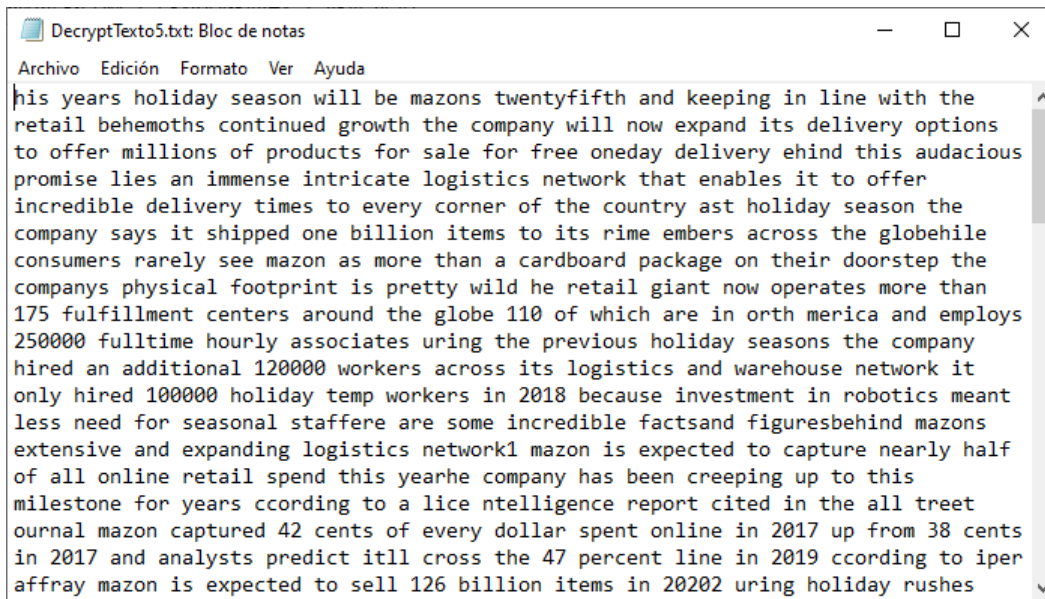 DecryptTexto5.txt: Bloc de notas
Archivo Edición Formato Ver Ayuda
his years holiday season will be mazons twentyfifth and keeping in line with the
retail behemoths continued growth the company will now expand its delivery options
to offer millions of products for sale for free oneday delivery ehind this audacious
promise lies an immense intricate logistics network that enables it to offer
incredible delivery times to every corner of the country ast holiday season the
company says it shipped one billion items to its rime embers across the globehile
consumers rarely see mazon as more than a cardboard package on their doorstep the
companys physical footprint is pretty wild he retail giant now operates more than
175 fulfillment centers around the globe 110 of which are in orth merica and employs
250000 fulltime hourly associates uring the previous holiday seasons the company
hired an additional 120000 workers across its logistics and warehouse network it
only hired 100000 holiday temp workers in 2018 because investment in robotics meant
less need for seasonal staffere are some incredible factsand figuresbehind mazons
extensive and expanding logistics network1 mazon is expected to capture nearly half
of all online retail spend this yearhe company has been creeping up to this
milestone for years ccording to a lice ntelligence report cited in the all treet
ournal mazon captured 42 cents of every dollar spent online in 2017 up from 38 cents
in 2017 and analysts predict itll cross the 47 percent line in 2019 ccording to iper
affray mazon is expected to sell 126 billion items in 20202 uring holiday rushes